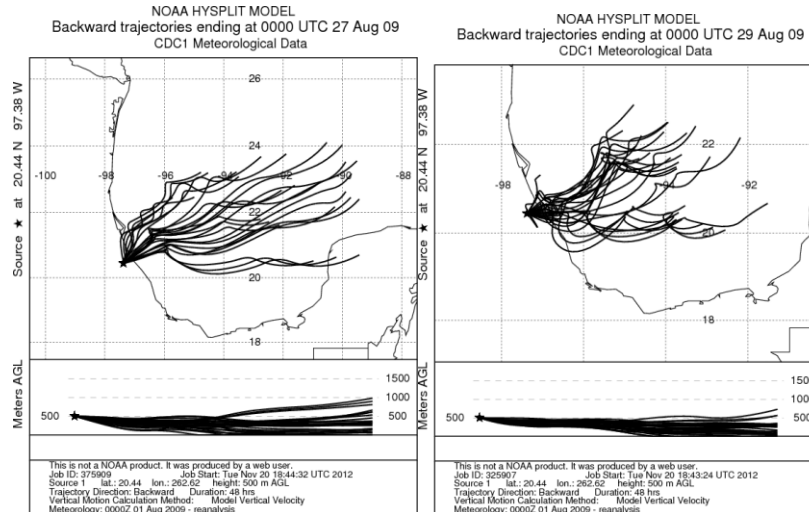 NOAA HYSPLIT MODEL
Backward trajectories ending at 0000 UTC 27 Aug 09
CDC1 Meteorological Data
Source ★ at 20.44 N 97.38 W
26
24
-100
-98
-96
-94
-92
-90
-88
22
20
18
Meters AGL
1500
1000
500
500
This is not a NOAA product. It was produced by a web user.
Job ID: 375909 Job Start: Tue Nov 20 18:44:32 UTC 2012
Source 1 lat.: 20.44 lon.: 262.62 height: 500 m AGL
Trajectory Direction: Backward Duration: 48 hrs
Vertical Motion Calculation Method: Model Vertical Velocity
Meteorology: 0000Z 01 Aug 2009 - reanalysis
NOAA HYSPLIT MODEL
Backward trajectories ending at 0000 UTC 29 Aug 09
CDC1 Meteorological Data
Source ★ at 20.44 N 97.38 W
22
-98
-94
-92
20
18
Meters AGL
150
100
500
500
This is not a NOAA product. It was produced by a web user.
Job ID: 325907 Job Start: Tue Nov 20 18:43:24 UTC 2012
Source 1 lat.: 20.44 lon.: 262.62 height: 500 m AGL
Trajectory Direction: Backward Duration: 48 hrs
Vertical Motion Calculation Method: Model Vertical Velocity
Meteorology: 0000Z 01 Aug 2009 - reanalysis